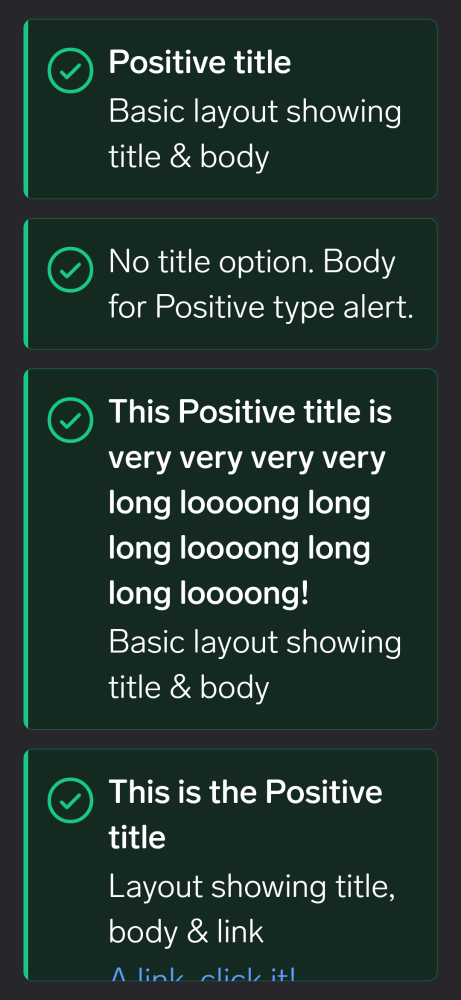 Positive title
Basic layout showing
title & body
No title option. Body
for Positive type alert.
This Positive title is
very very very very
long loooong long
long loooong long
long loooong!
Basic layout showing
title & body
This is the Positive
title
Layout showing title,
body & link
A link, click it!